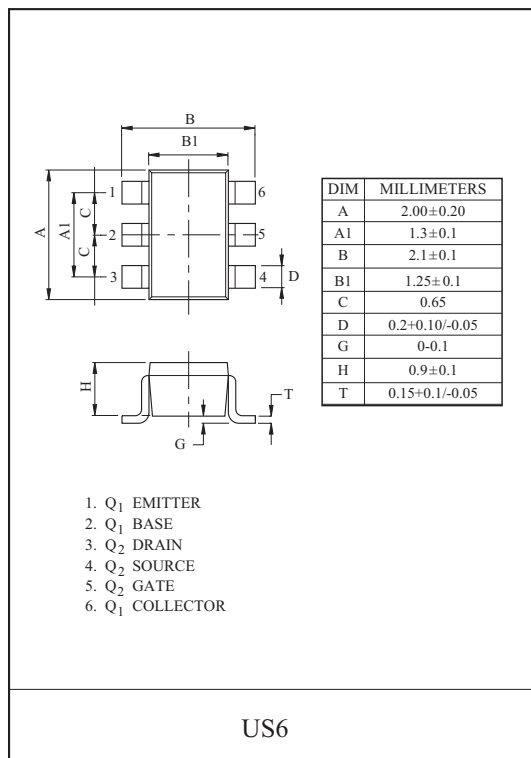 B
B1
1
6
A
A1
C
2
5
C
3
4
D
H
T
G
DIM MILLIMETERS
A 2.00±0.20
A1 1.3±0.1
B 2.1±0.1
B1 1.25±0.1
C 0.65
D 0.2+0.10/-0.05
G 0-0.1
H 0.9±0.1
T 0.15+0.1/-0.05
1. Q1 EMITTER
2. Q1 BASE
3. Q2 DRAIN
4. Q2 SOURCE
5. Q2 GATE
6. Q1 COLLECTOR
US6